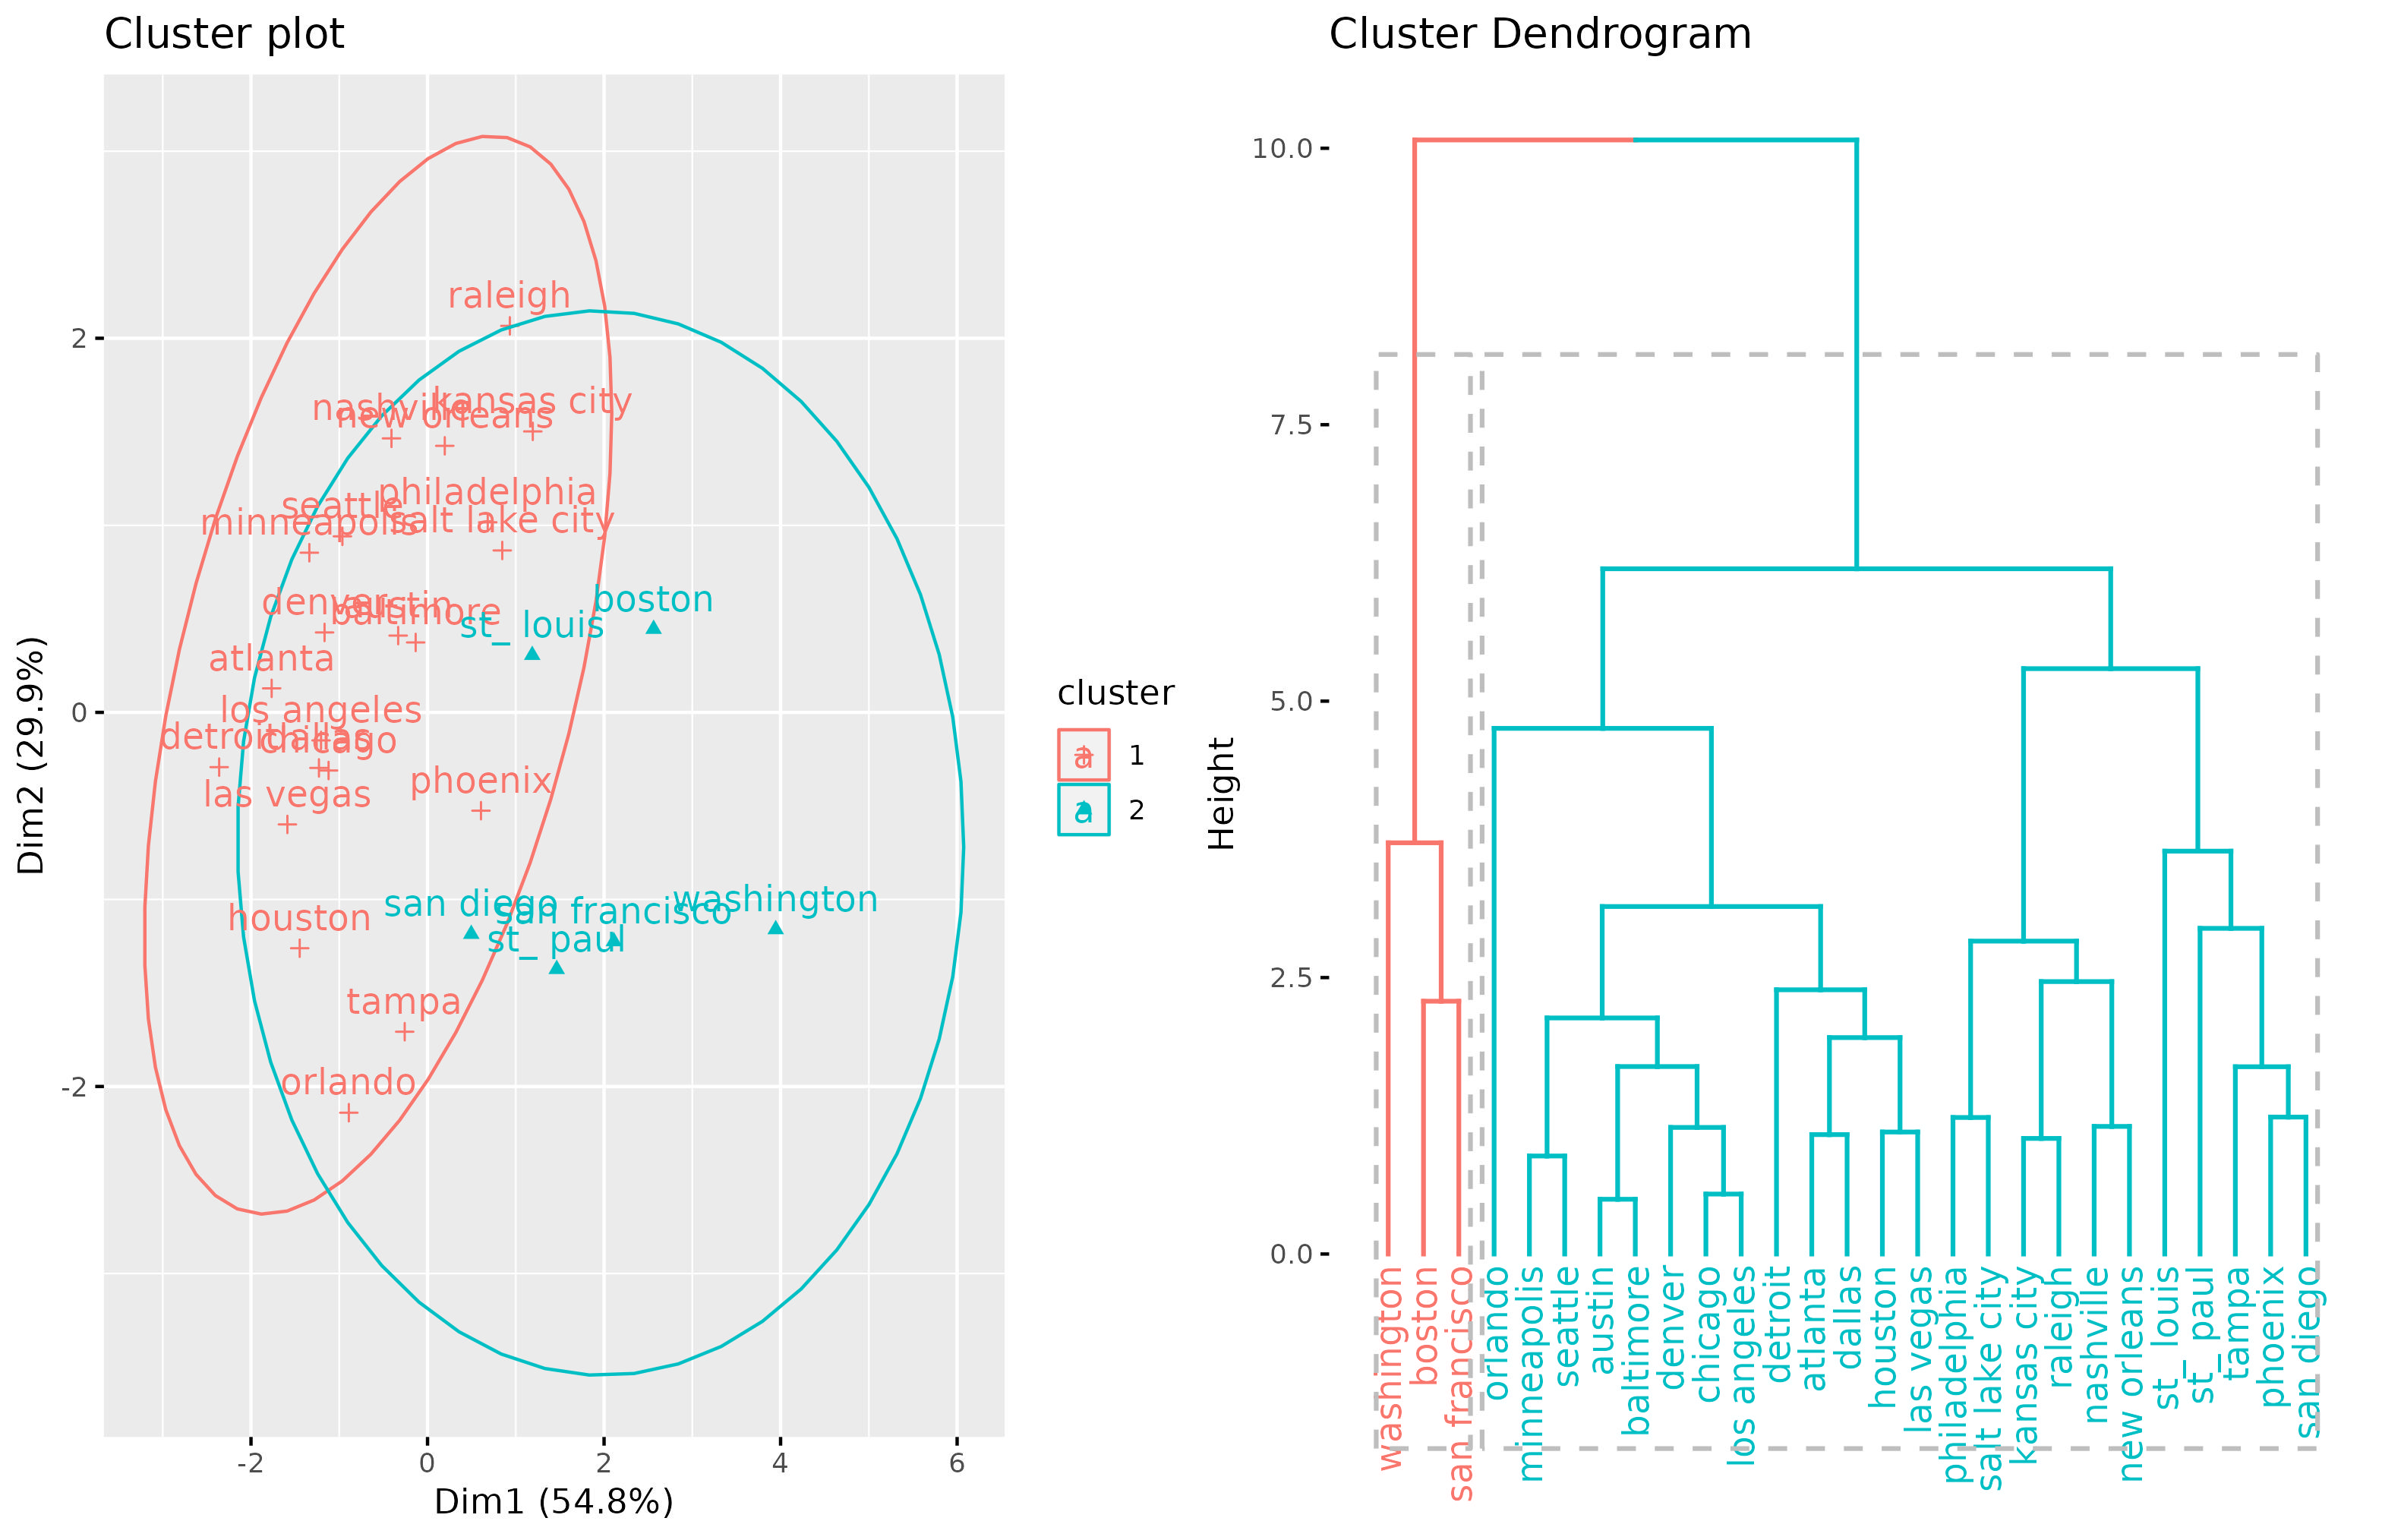 Cluster plot
raleigh
nashville
kansas city
new orleans
philadelphia
seattle
salt lake city
minneapolis
denver
austin
baltimore
boston
st_ louis
atlanta
los angeles
detroit
dallas
chicago
phoenix
las vegas
san diego
san francisco
washington
houston
st_ paul
tampa
orlando
2
0
-2
-2
0
2
4
6
Dim1 (54.8%)
Dim2 (29.9%)
cluster
a 1
a 2
Cluster Dendrogram
10.0
7.5
5.0
2.5
0.0
Height
washington
boston
san francisco
orlando
minneapolis
seattle
austin
baltimore
denver
chicago
los angeles
detroit
atlanta
dallas
houston
las vegas
philadelphia
salt lake city
kansas city
raleigh
nashville
new orleans
st_ louis
st_ paul
tampa
phoenix
san diego